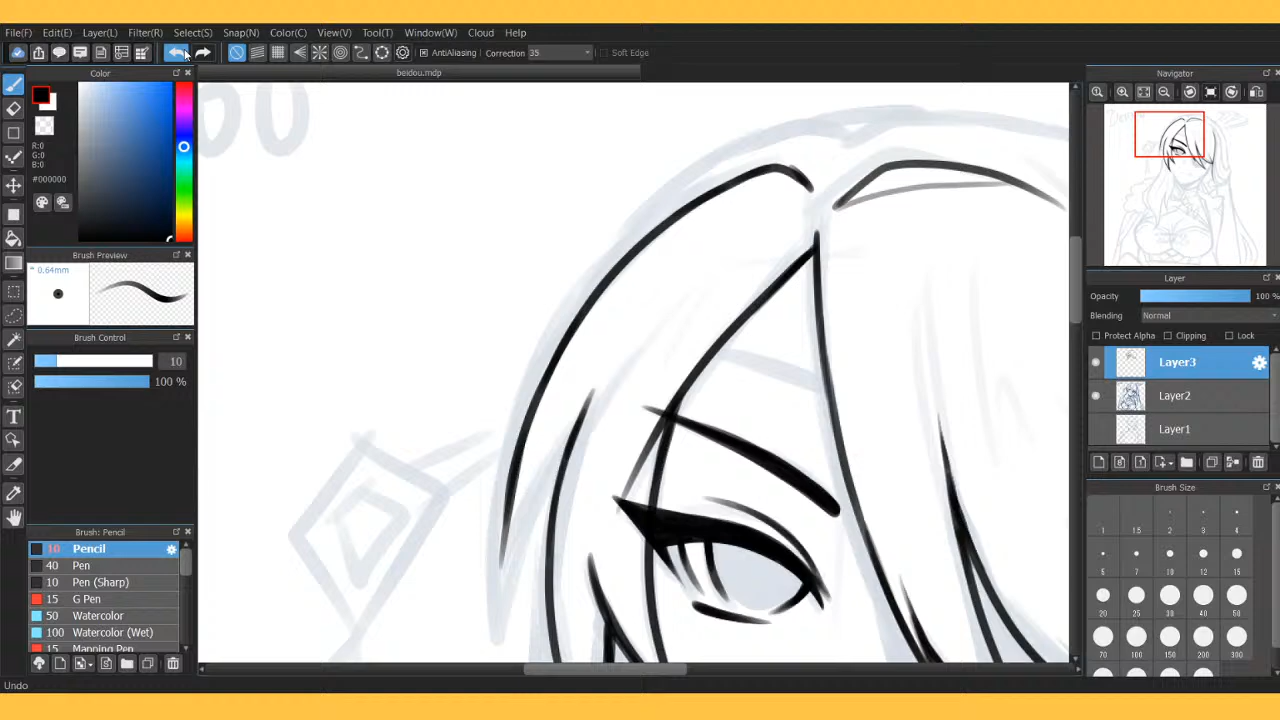 File(F) Edit(E) Layer(L) Filter(R) Select(S) Snap(N) Color(C) View(V) Tool(T) Window(W) Cloud Help
AntiAliasing Correction 35 Soft Edge
Color
beidou.mdp
Navigator
R:0
G:0
B:0
#000000
Brush Preview
* 0.64mm
Brush Control
10
100 %
Brush: Pencil
10 Pencil
40 Pen
10 Pen (Sharp)
15 G Pen
50 Watercolor
100 Watercolor (Wet)
15 Mapping Pen
Undo
Layer
Opacity 100 %
Blending Normal
Protect Alpha Clipping Lock
Layer3
Layer2
Layer1
Brush Size
1 1.5 2 3 4
5 7 10 12 15
20 25 30 40 50
70 100 150 200 300
T